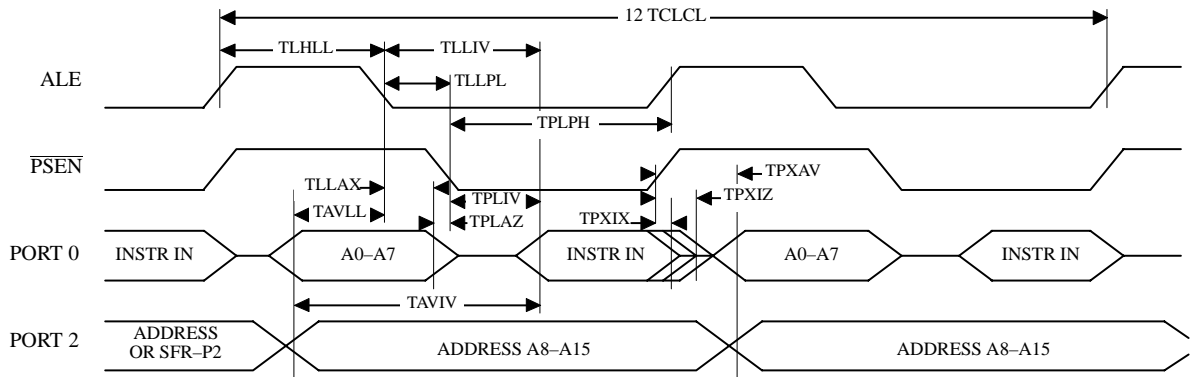 12 TCLCL
TLHLL TLLIV
ALE TLLPL
TPLPH
PSEN
TLLAX TPLIV TPXAV
TAVLL TPLAZ TPXIX TPXIZ
PORT 0 INSTR IN A0–A7 INSTR IN A0–A7 INSTR IN
TAVIV
PORT 2 ADDRESS OR SFR–P2 ADDRESS A8–A15 ADDRESS A8–A15